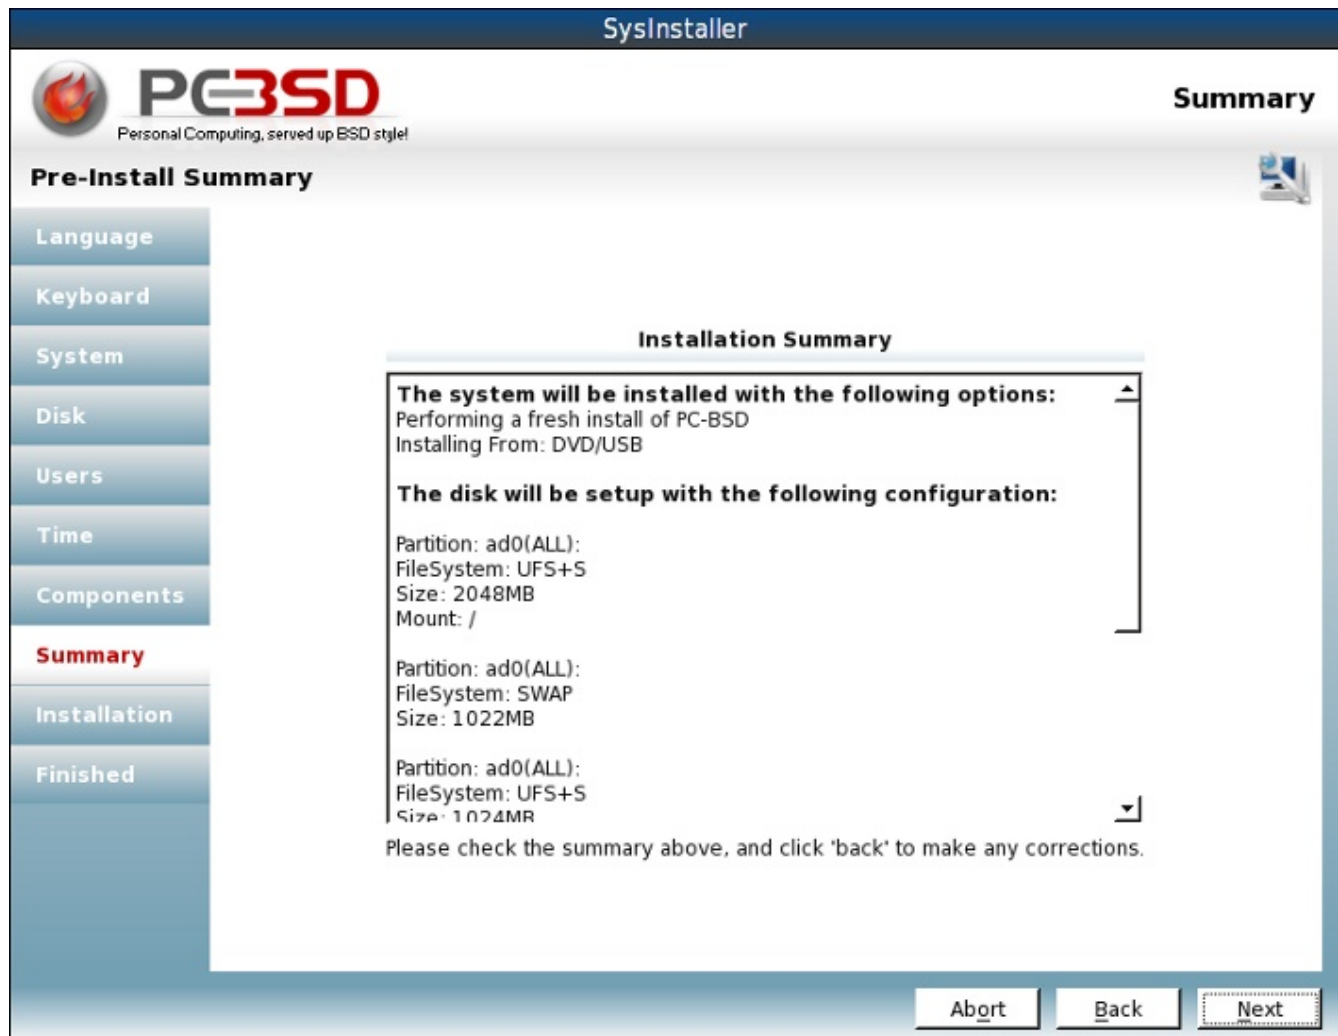 SysInstaller
PCBSD
Personal Computing, served up BSD style!
Summary
Pre-Install Summary
Language
Keyboard
System
Disk
Users
Time
Components
Summary
Installation
Finished
Installation Summary
The system will be installed with the following options:
Performing a fresh install of PC-BSD
Installing From: DVD/USB
The disk will be setup with the following configuration:
Partition: ad0(ALL):
FileSystem: UFS+S
Size: 2048MB
Mount: /
Partition: ad0(ALL):
FileSystem: SWAP
Size: 1022MB
Partition: ad0(ALL):
FileSystem: UFS+S
Size: 1024MB
Please check the summary above, and click 'back' to make any corrections.
Abort
Back
Next